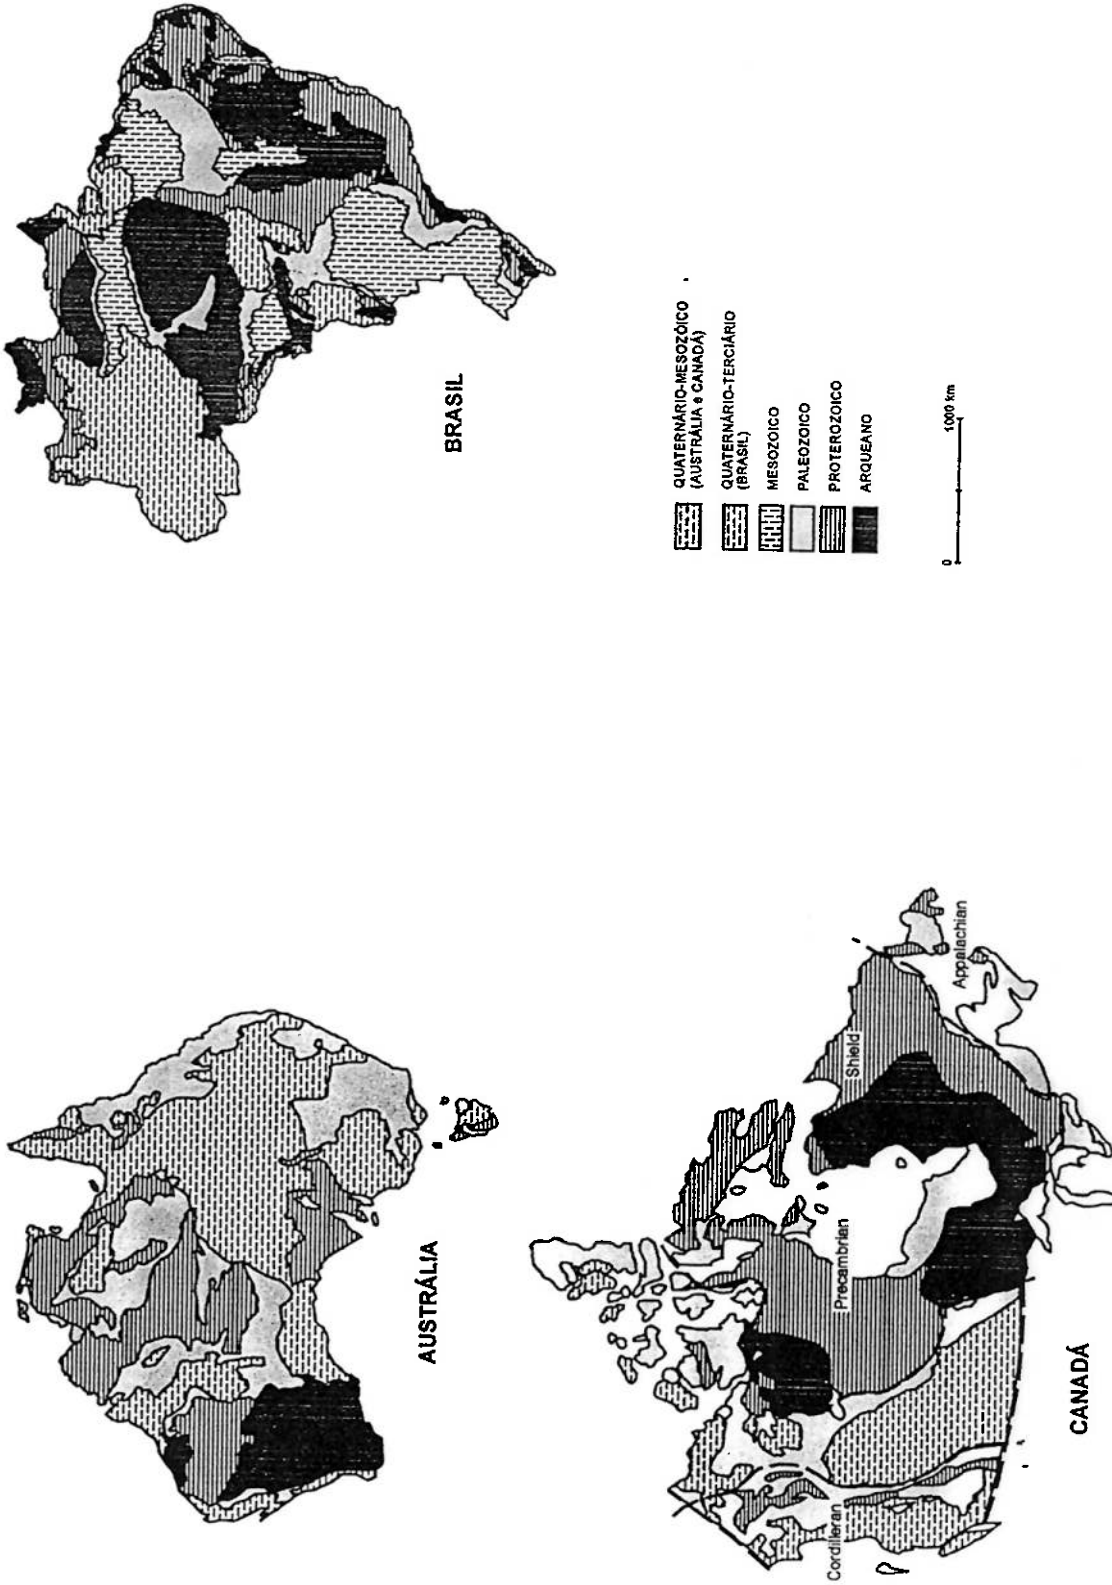 AUSTRÁLIA
BRASIL
CANADÁ
Cordilleran
Precambrian
Shield
Appalachian
QUATERNÁRIO-MESOZÓICO
(AUSTRÁLIA e CANADÁ)
QUATERNÁRIO-TERCIÁRIO
(BRASIL)
MESOZÓICO
PALEOZOICO
PROTEROZOICO
ARQUEANO
0 1000 km